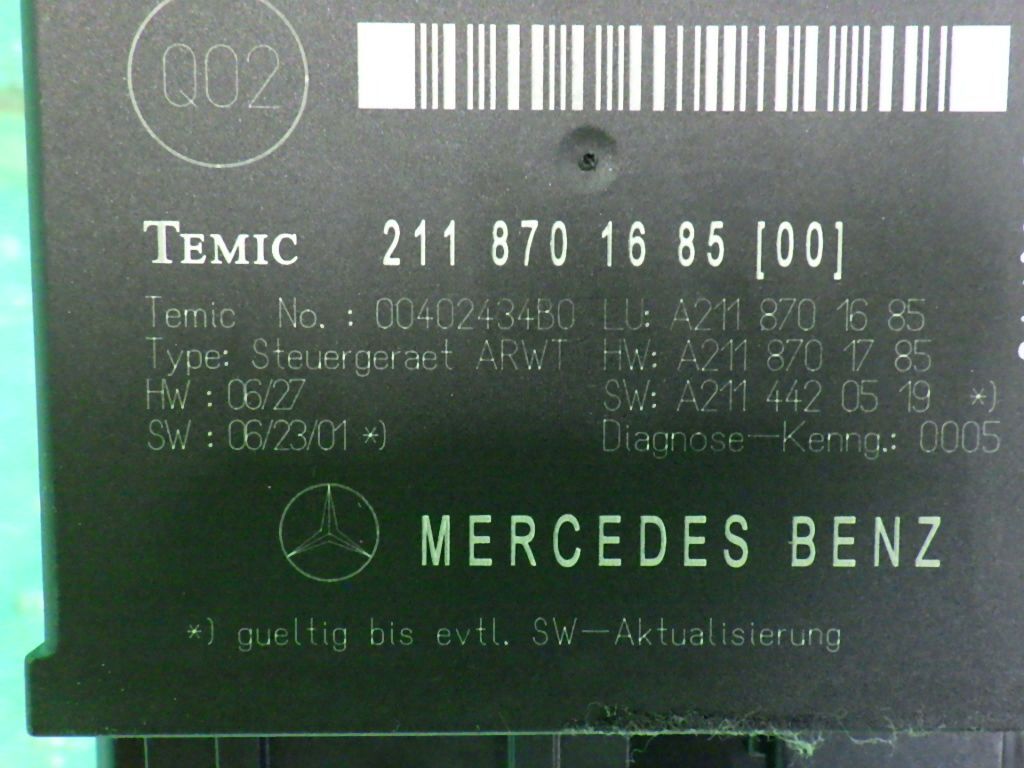 Q02
TEMIC 211 870 16 85 [00]
Temic No. : 00402434B0 LU: A211 870 16 85
Type: Steuergeraet ARWT HW: A211 870 17 85
HW : 06/27 SW: A211 442 05 19 *)
SW : 06/23/01 *) Diagnose-Kenng.: 0005
MERCEDES BENZ
*) gueltig bis evtl. SW-Aktualisierung